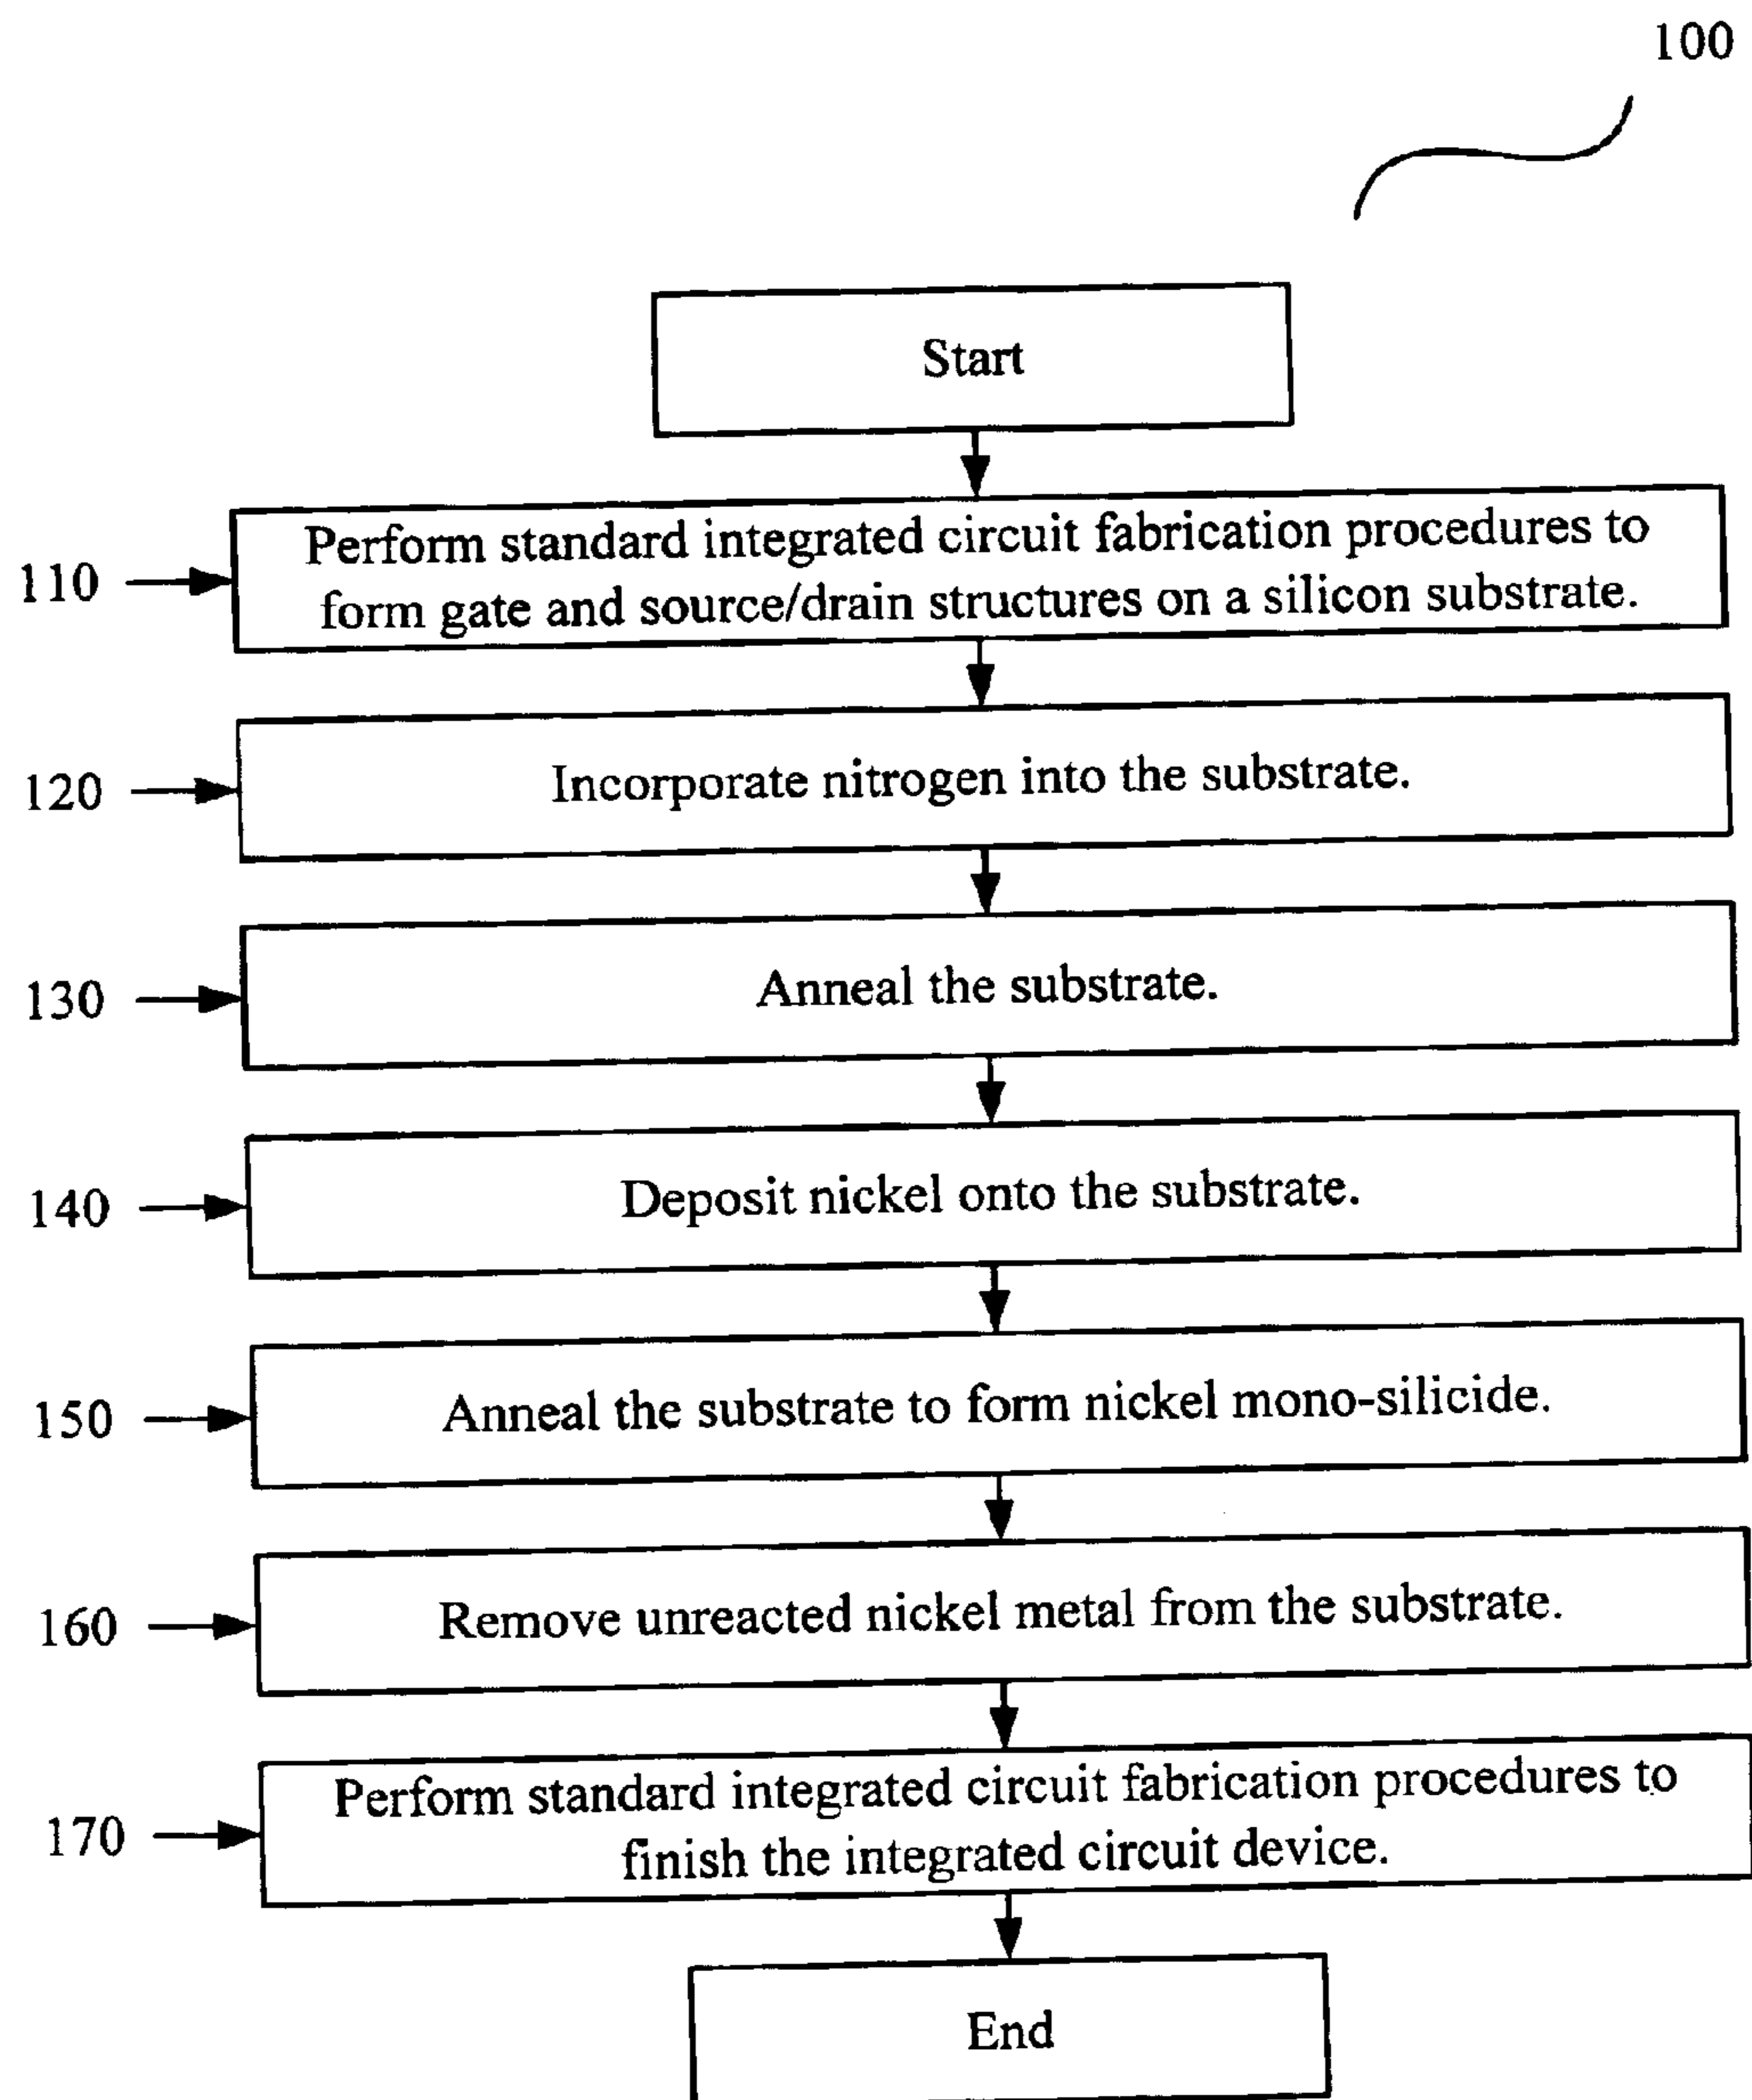 100
Start
110
Perform standard integrated circuit fabrication procedures to
form gate and source/drain structures on a silicon substrate.
120
Incorporate nitrogen into the substrate.
130
Anneal the substrate.
140
Deposit nickel onto the substrate.
150
Anneal the substrate to form nickel mono-silicide.
160
Remove unreacted nickel metal from the substrate.
170
Perform standard integrated circuit fabrication procedures to
finish the integrated circuit device.
End